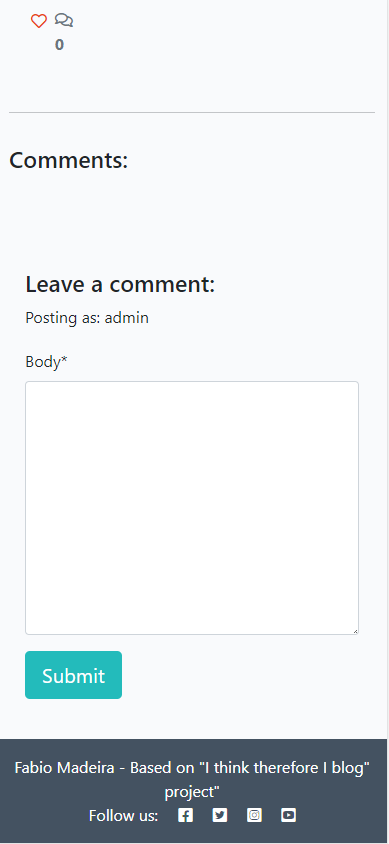 0
Comments:
Leave a comment:
Posting as: admin
Body*
Submit
Fabio Madeira - Based on "I think therefore I blog"
project"
Follow us: